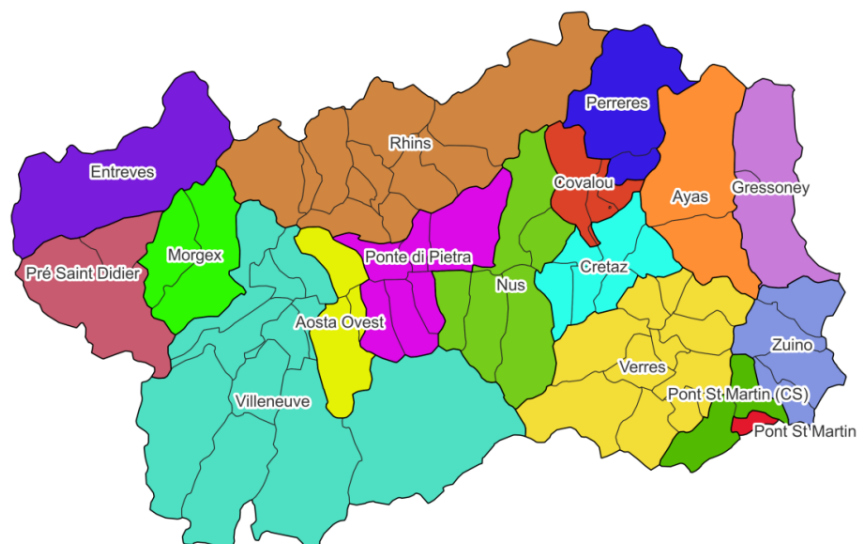 Perreres
Rhins
Entreves
Covalou
Gressoney
Ayas
Morgex
Ponte di Pietra
Pré Saint Didier
Cretaz
Nus
Aosta Ovest
Zuino
Verres
Pont St Martin (CS)
Villeneuve
Pont St Martin